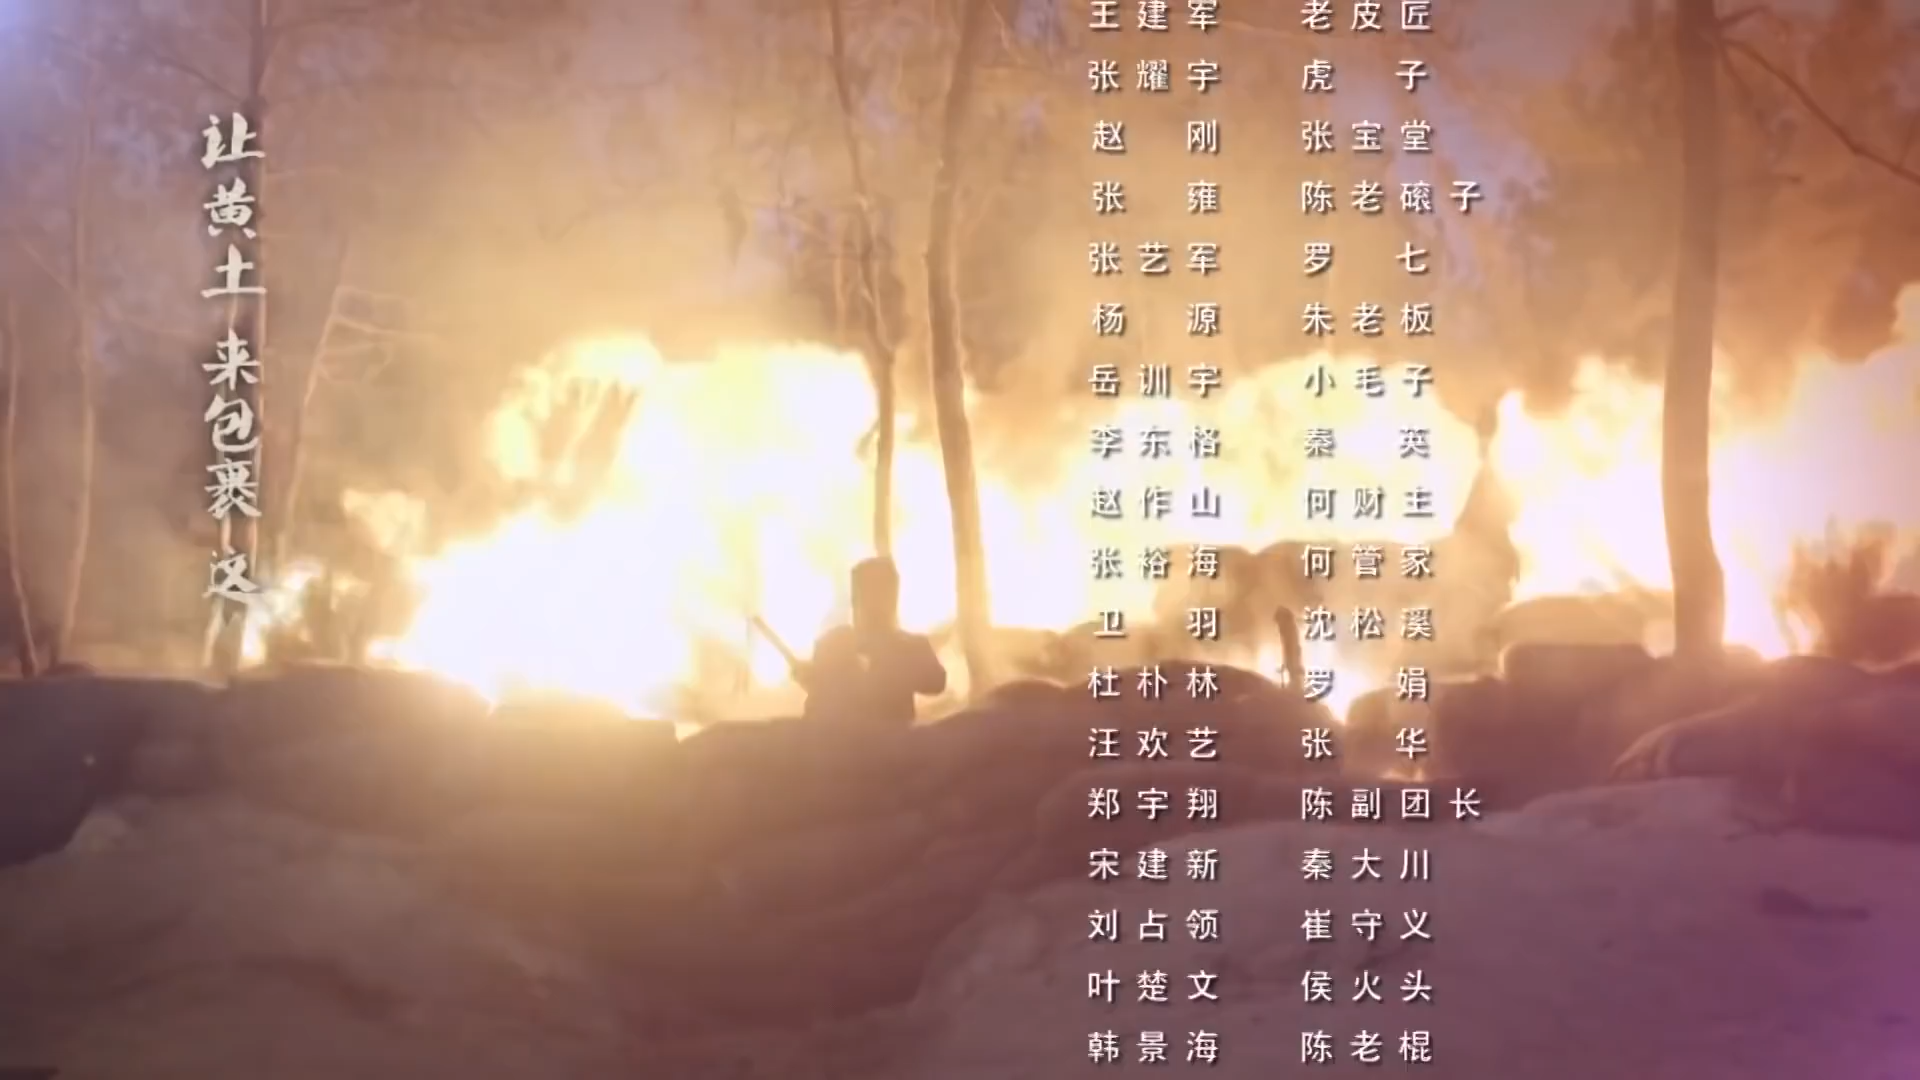 让黄土 来包裹 这
王建军 老皮匠
张耀宇 虎子
赵刚 张宝堂
张雍 陈老磙子
张艺军 罗七
杨源 朱老板
岳训宇 小毛子
李东格 秦英
赵作山 何财主
张裕海 何管家
卫羽 沈松溪
杜朴林 罗娟
汪欢艺 张华
郑宇翔 陈副团长
宋建新 秦大川
刘占领 崔守义
叶楚文 侯火头
韩景海 陈老棍